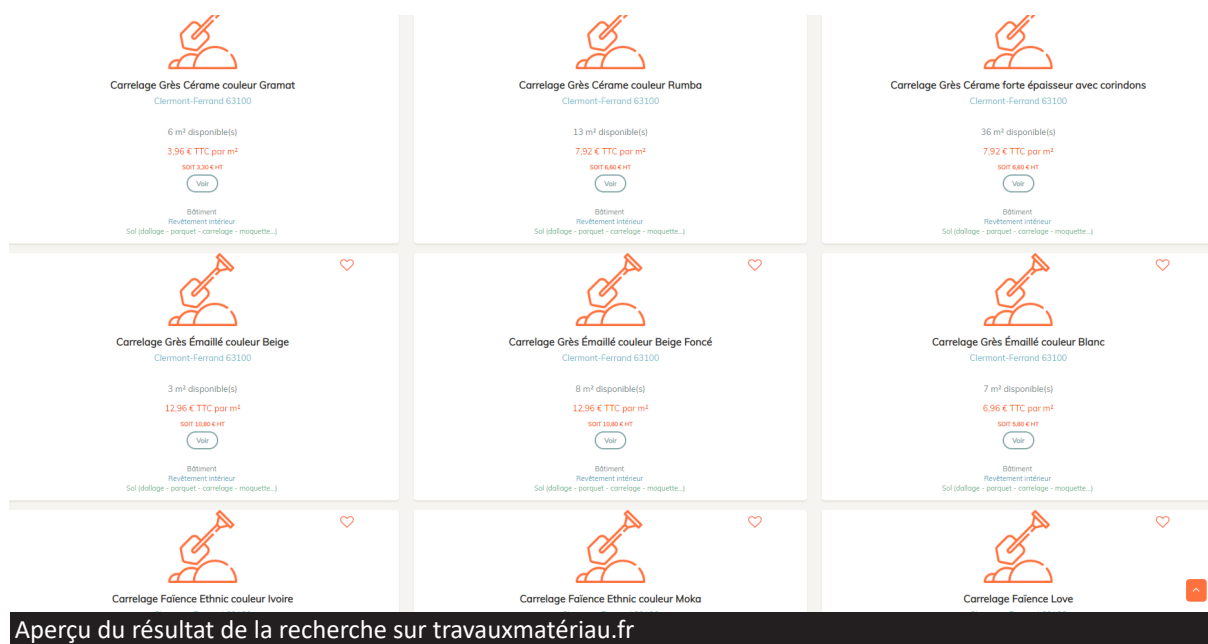 Carrelage Grès Cérame couleur Gramat
Clermont-Ferrand 63100
6 m² disponible(s)
3,96 € TTC par m²
SOIT 3,30 € HT
Voir
Bâtiment
Revêtement intérieur
Sol (dallage - parquet - carrelage - moquette...)
Carrelage Grès Cérame couleur Rumba
Clermont-Ferrand 63100
13 m² disponible(s)
7,92 € TTC par m²
SOIT 6,60 € HT
Voir
Bâtiment
Revêtement intérieur
Sol (dallage - parquet - carrelage - moquette...)
Carrelage Grès Cérame forte épaisseur avec corindons
Clermont-Ferrand 63100
36 m² disponible(s)
7,92 € TTC par m²
SOIT 6,60 € HT
Voir
Bâtiment
Revêtement intérieur
Sol (dallage - parquet - carrelage - moquette...)
Carrelage Grès Émaillé couleur Beige
Clermont-Ferrand 63100
3 m² disponible(s)
12,96 € TTC par m²
SOIT 10,80 € HT
Voir
Bâtiment
Revêtement intérieur
Sol (dallage - parquet - carrelage - moquette...)
Carrelage Grès Émaillé couleur Beige Foncé
Clermont-Ferrand 63100
8 m² disponible(s)
12,96 € TTC par m²
SOIT 10,80 € HT
Voir
Bâtiment
Revêtement intérieur
Sol (dallage - parquet - carrelage - moquette...)
Carrelage Grès Émaillé couleur Blanc
Clermont-Ferrand 63100
7 m² disponible(s)
6,96 € TTC par m²
SOIT 5,80 € HT
Voir
Bâtiment
Revêtement intérieur
Sol (dallage - parquet - carrelage - moquette...)
Carrelage Faïence Ethnic couleur Ivoire
Carrelage Faïence Ethnic couleur Moka
Carrelage Faïence Love
Aperçu du résultat de la recherche sur travauxmatériau.fr